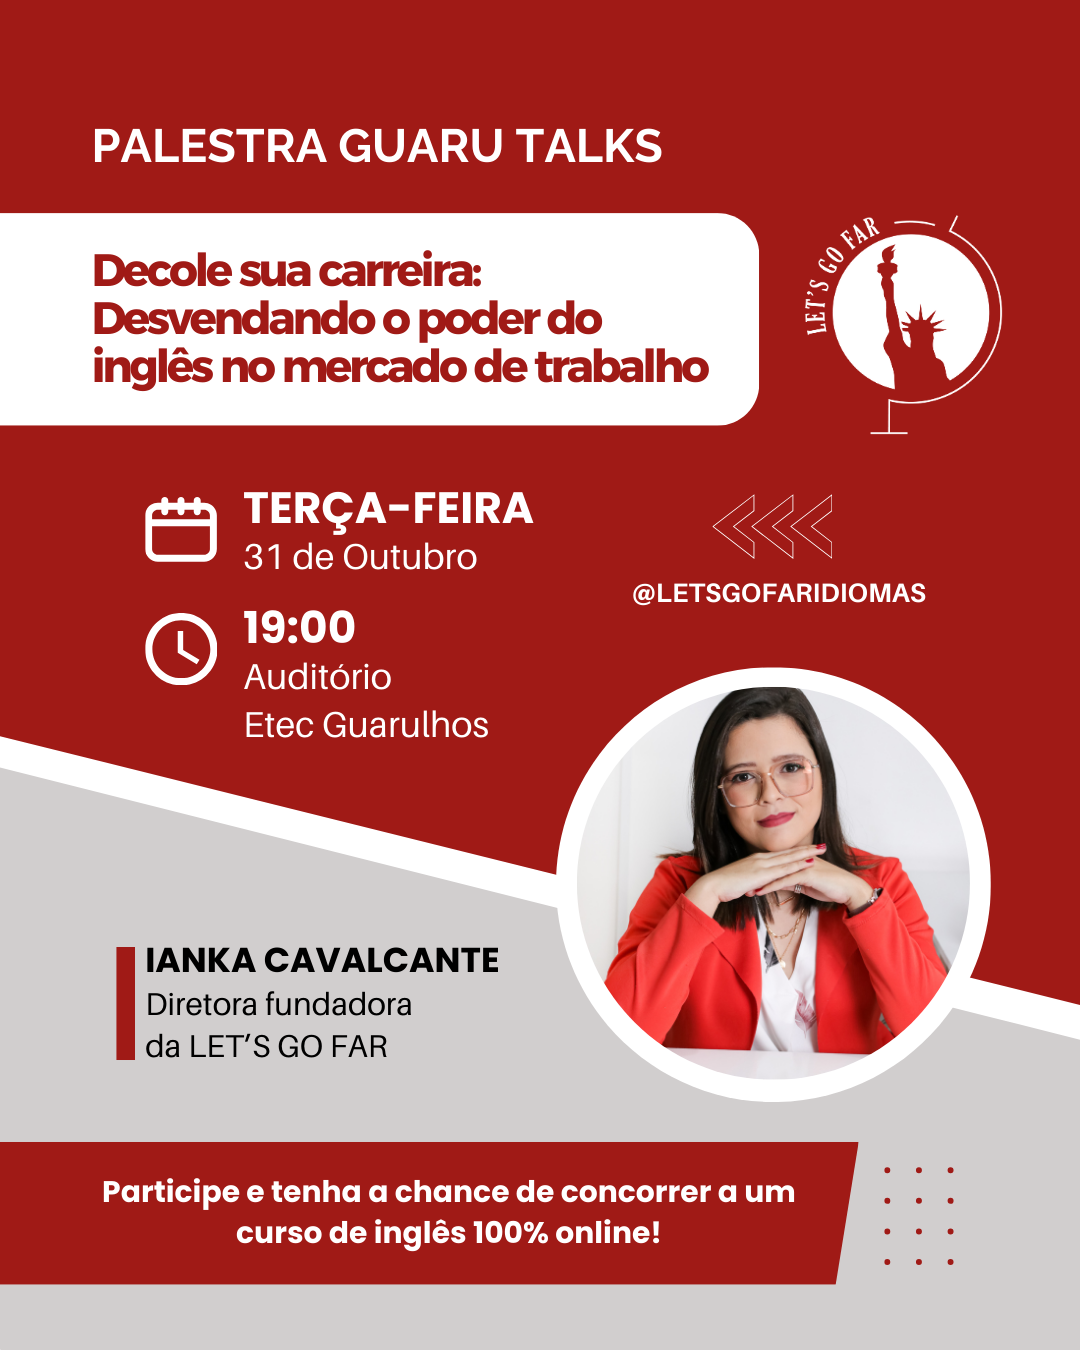 PALESTRA GUARU TALKS
Decole sua carreira:
Desvendando o poder do
inglês no mercado de trabalho
LET'S GO FAR
TERÇA-FEIRA
31 de Outubro
19:00
Auditório
Etec Guarulhos
@LETSGOFARIDIOMAS
IANKA CAVALCANTE
Diretora fundadora
da LET'S GO FAR
Participe e tenha a chance de concorrer a um
curso de inglês 100% online!